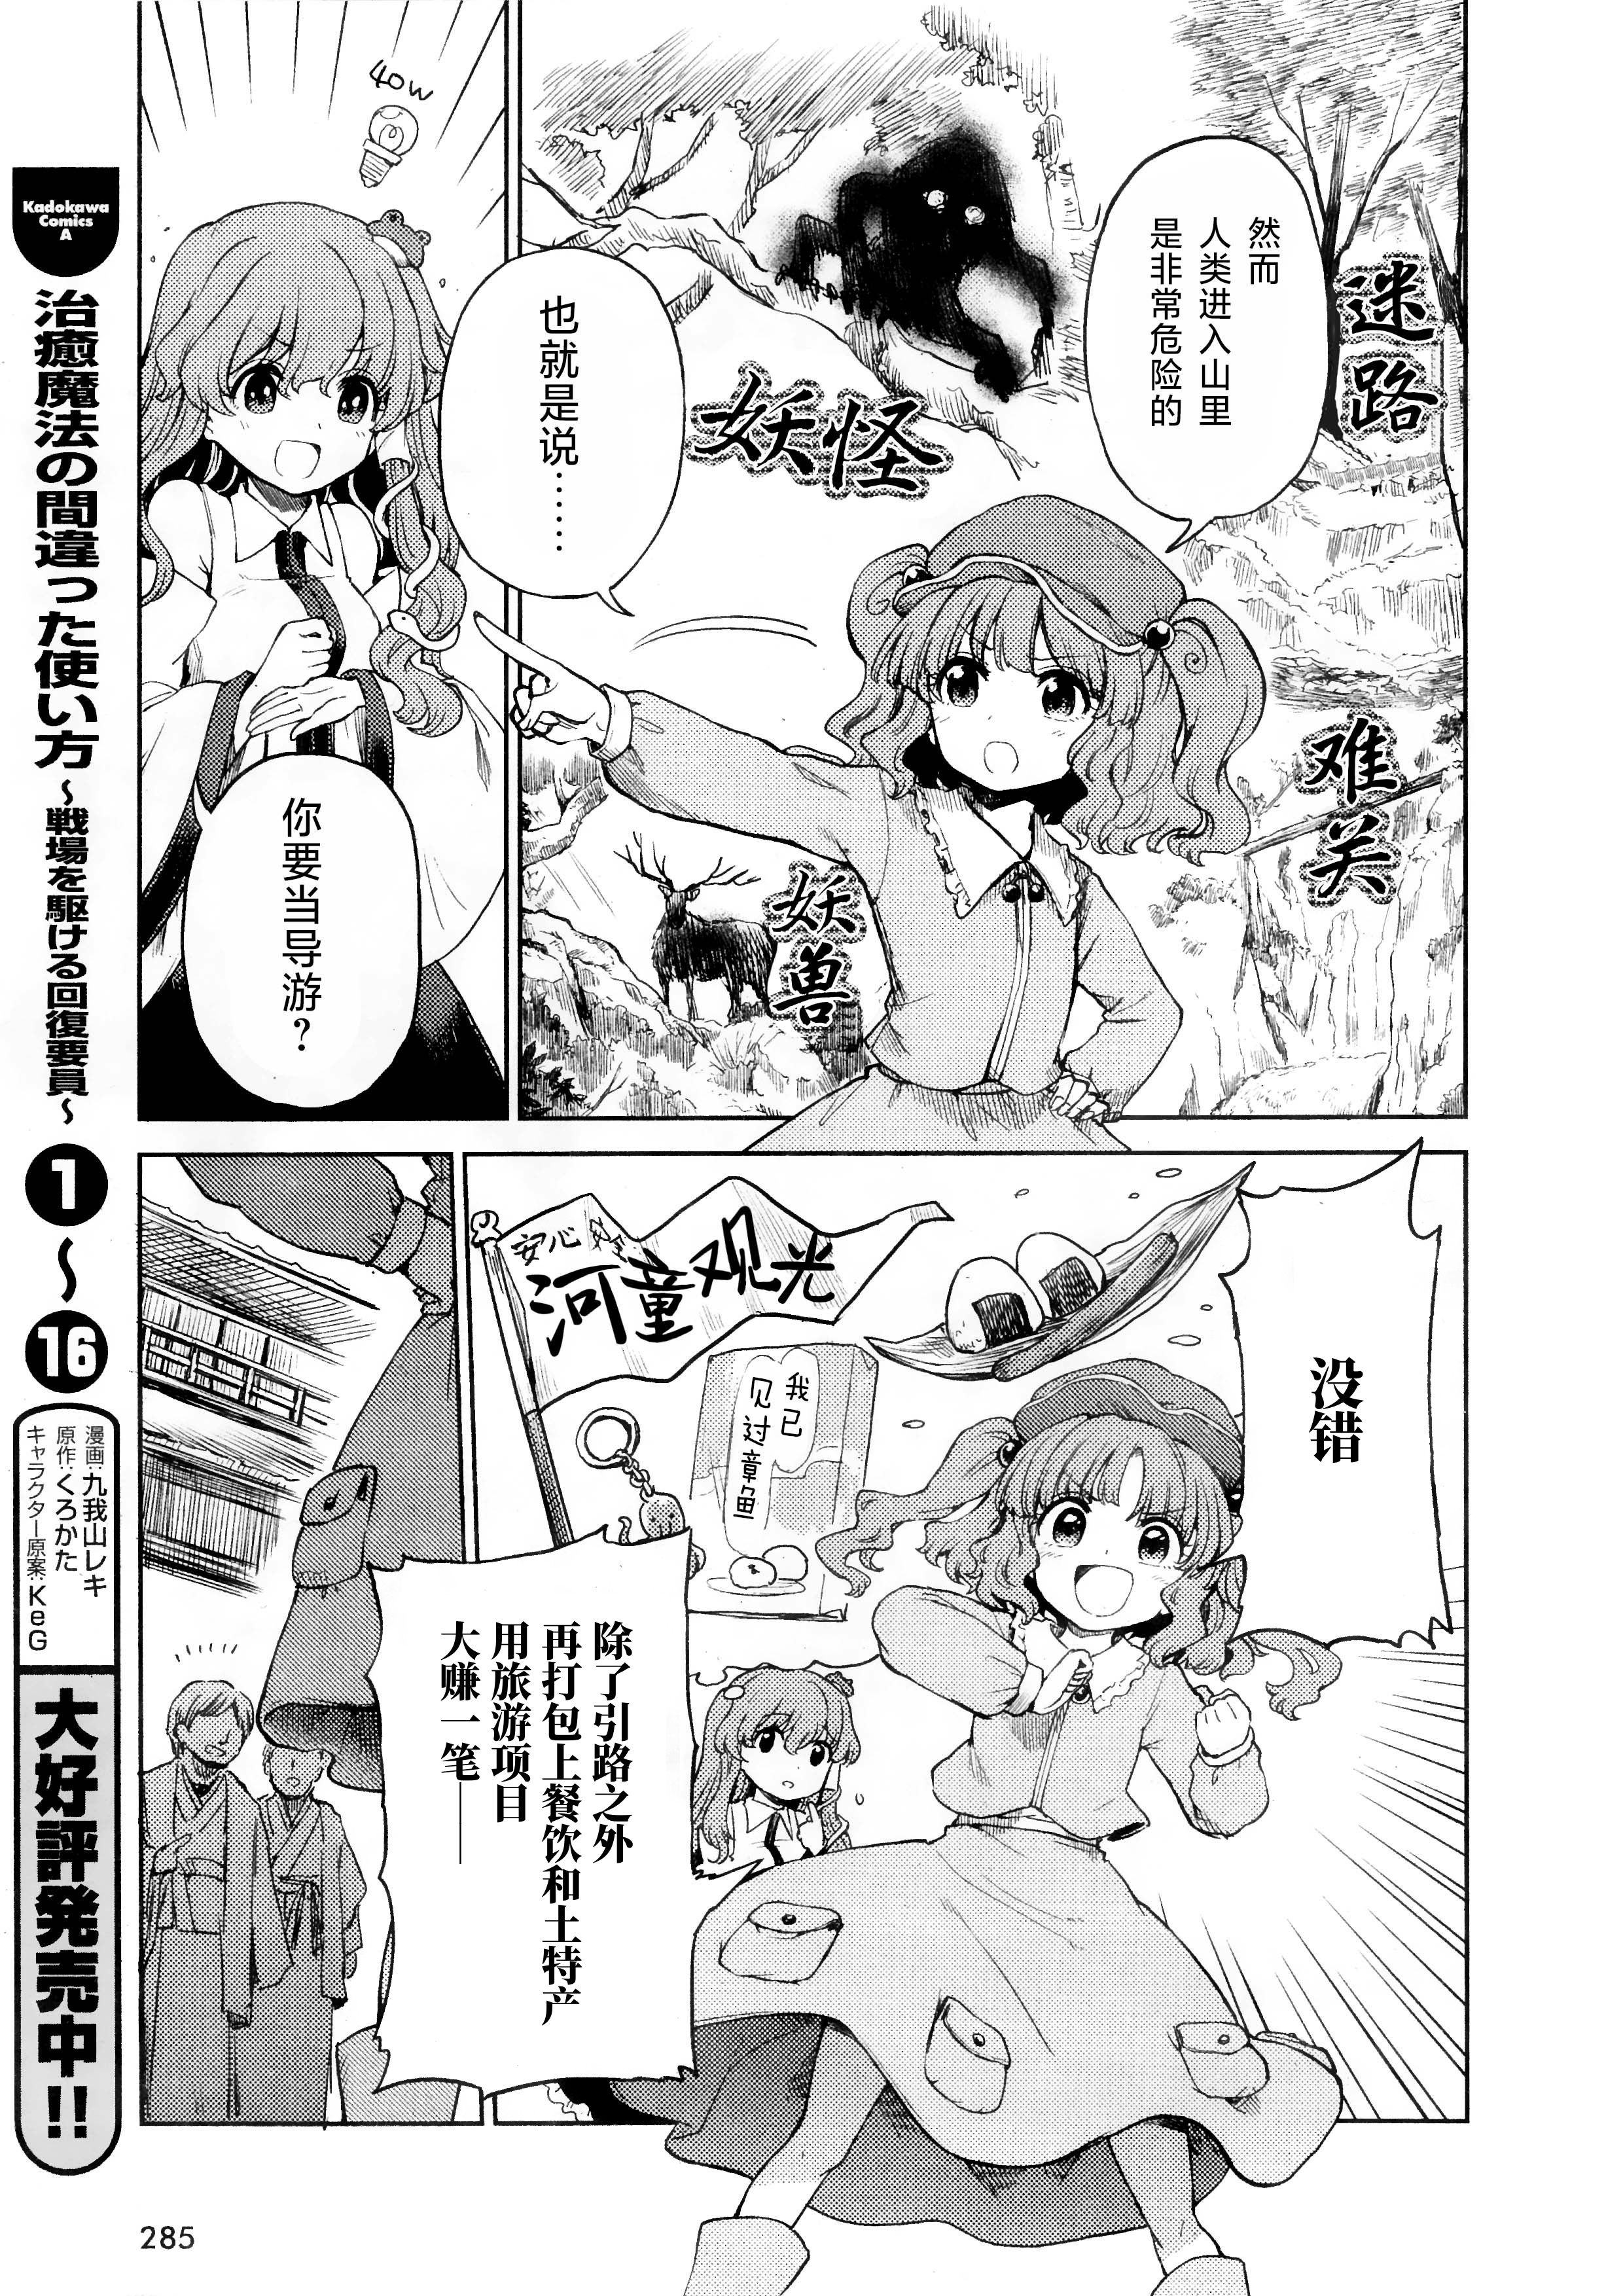 迷路
然而
人类进入山里
是非常危险的
妖怪
难关
妖兽
也就是说……
40W
你要当导游？
没错
安心
河童观光
我已
见过章鱼
除了引路之外
再打包上餐饮和土特产
用旅游项目
大赚一笔——
Kadokawa
Comics
A
治癒魔法の間違った使い方
～戦場を駆ける回復要員～
1～16
漫画：九我山レキ
原作：くろかた
キャラクター原案：KeG
大好評発売中!!
285